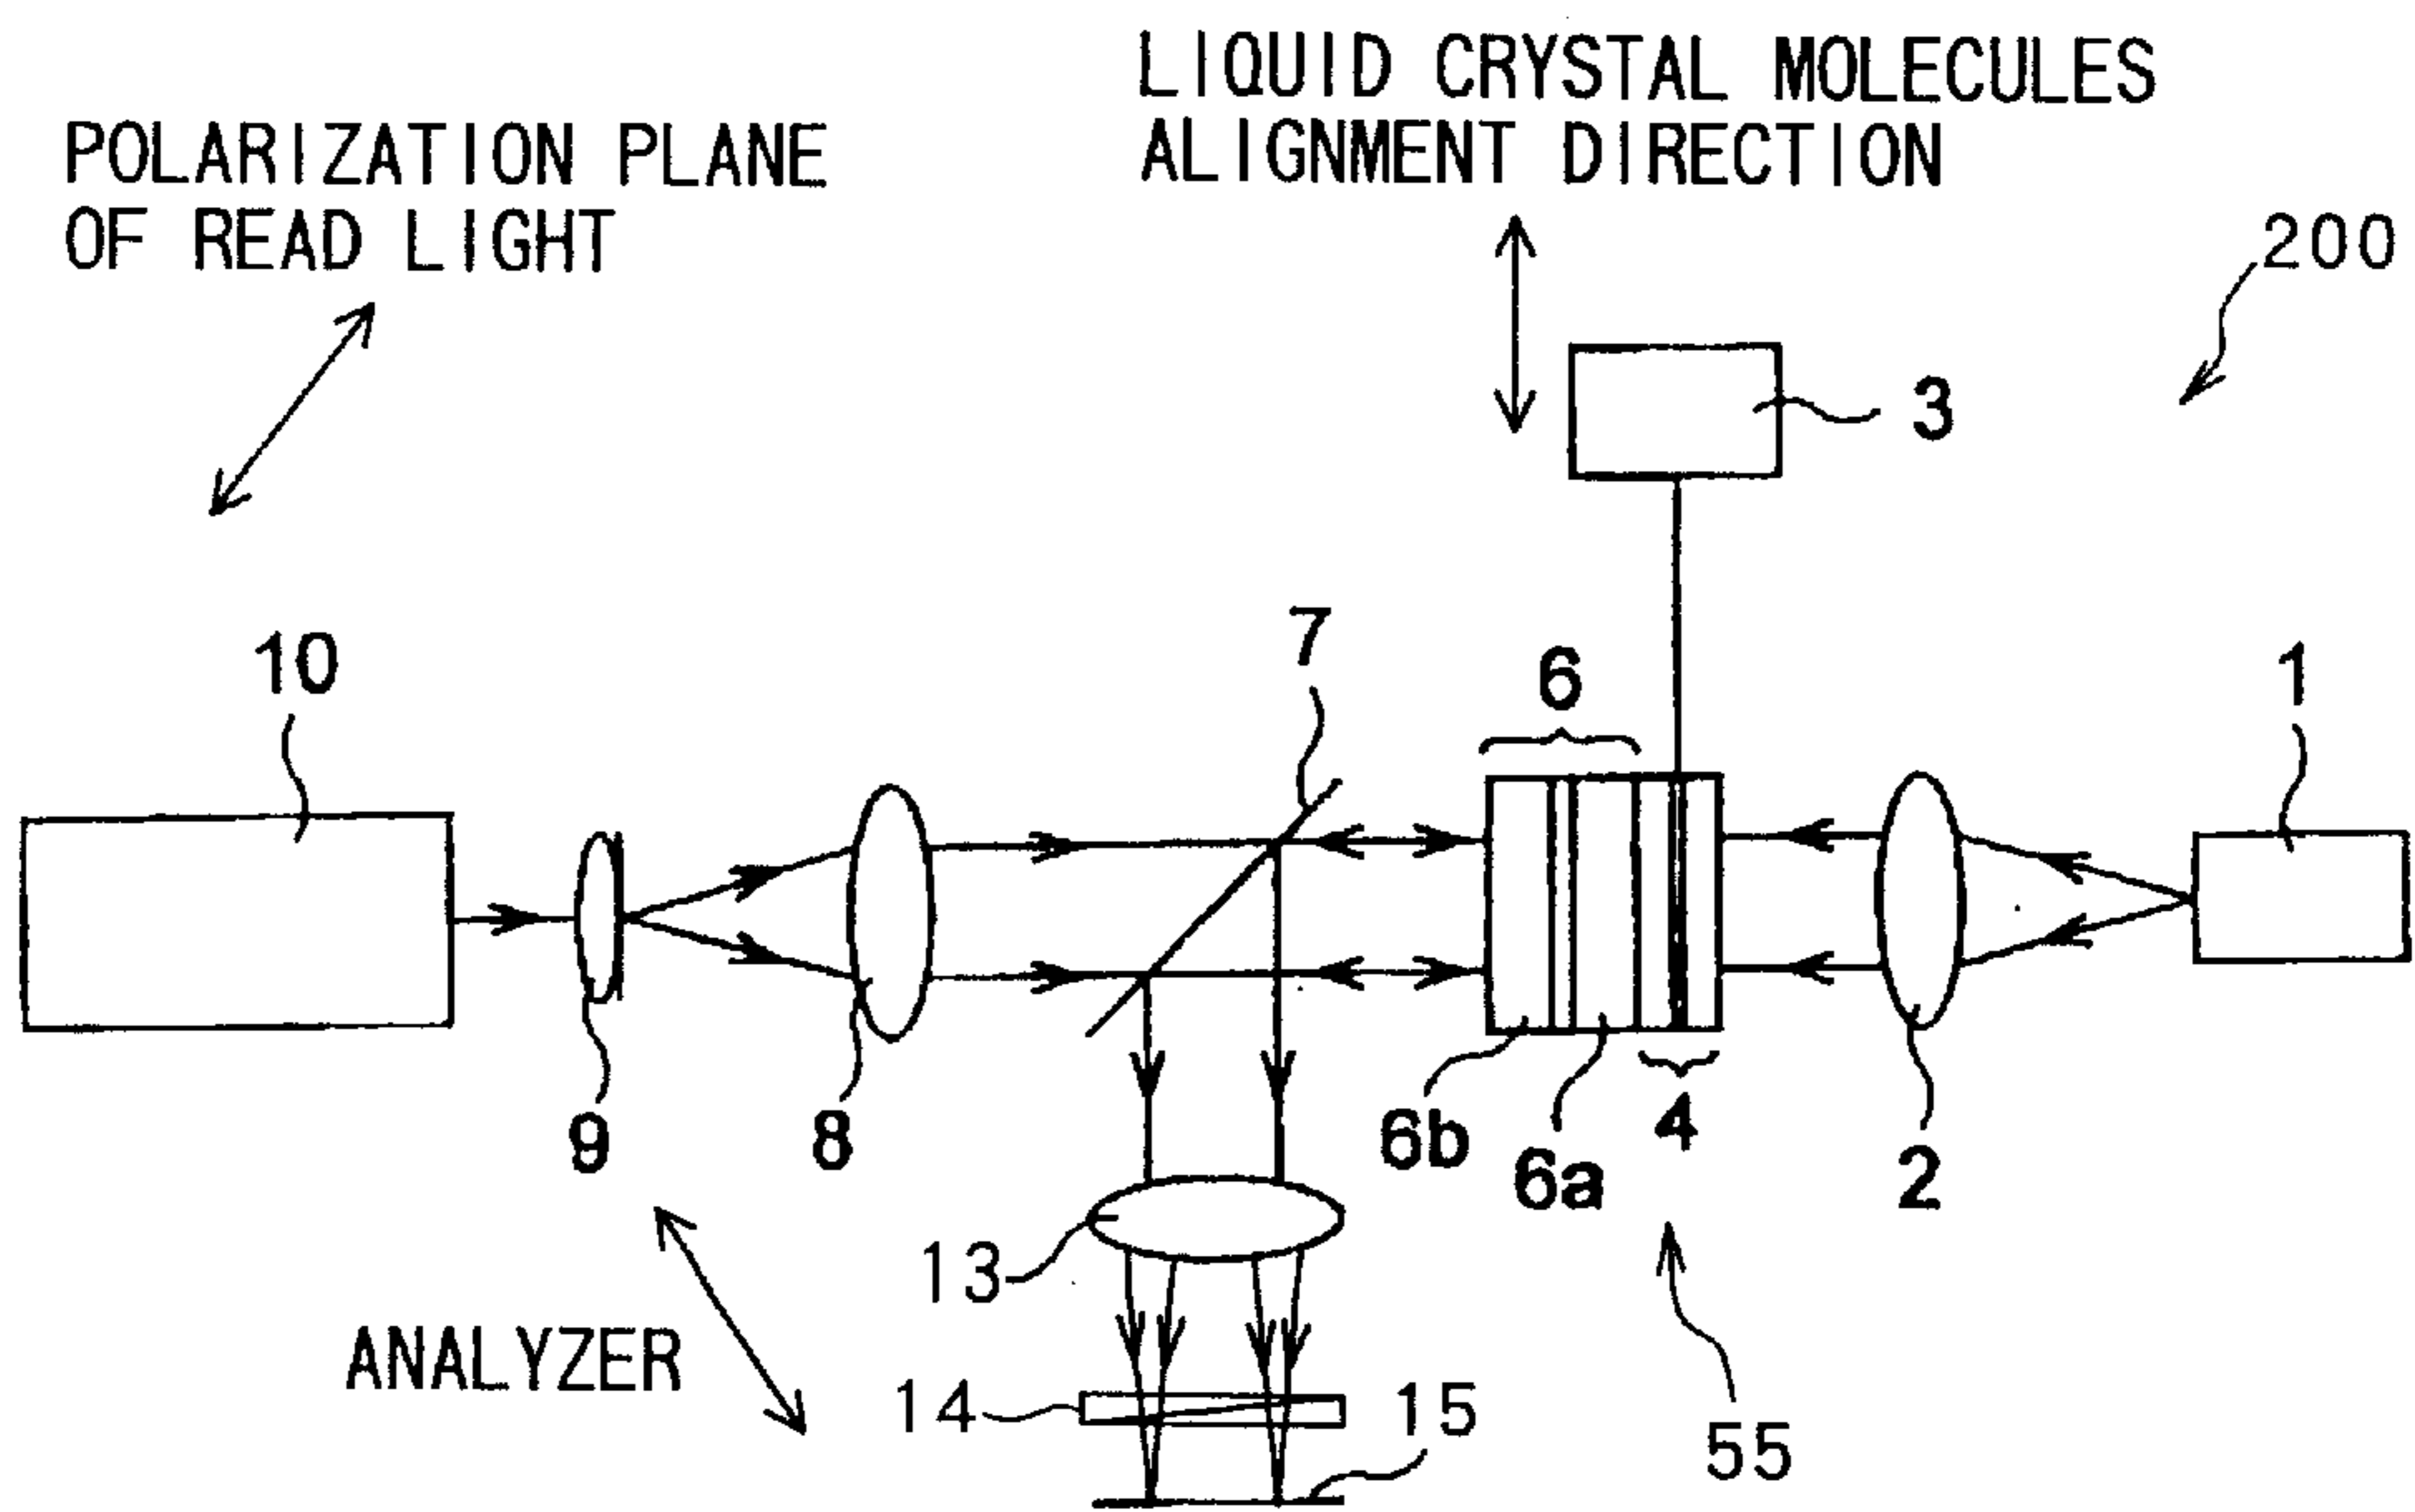 LIQUID CRYSTAL MOLECULES
ALIGNMENT DIRECTION
POLARIZATION PLANE
OF READ LIGHT
200
3
7
10
6
1
9
8
6b
6a
4
2
13
ANALYZER
14
15
55